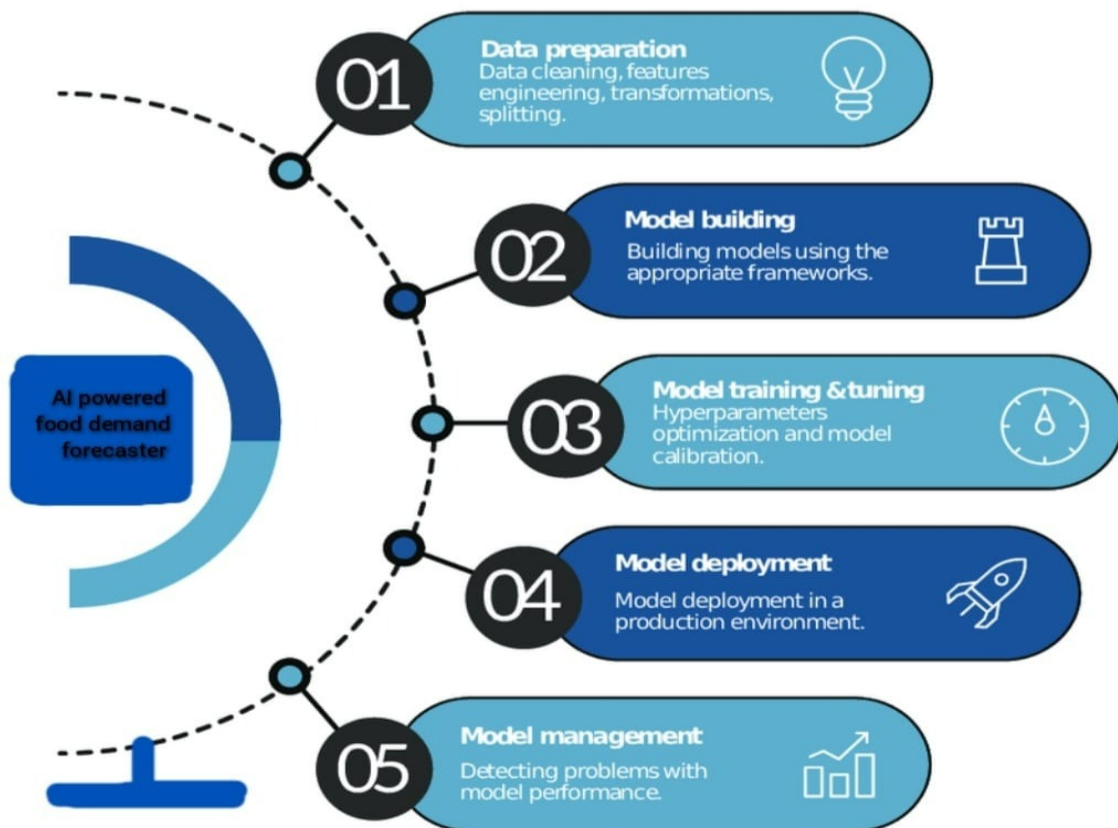 AI powered
food demand
forecaster
01
Data preparation
Data cleaning, features
engineering, transformations,
splitting.
02
Model building
Building models using the
appropriate frameworks.
03
Model training & tuning
Hyperparameters
optimization and model
calibration.
04
Model deployment
Model deployment in a
production environment.
05
Model management
Detecting problems with
model performance.